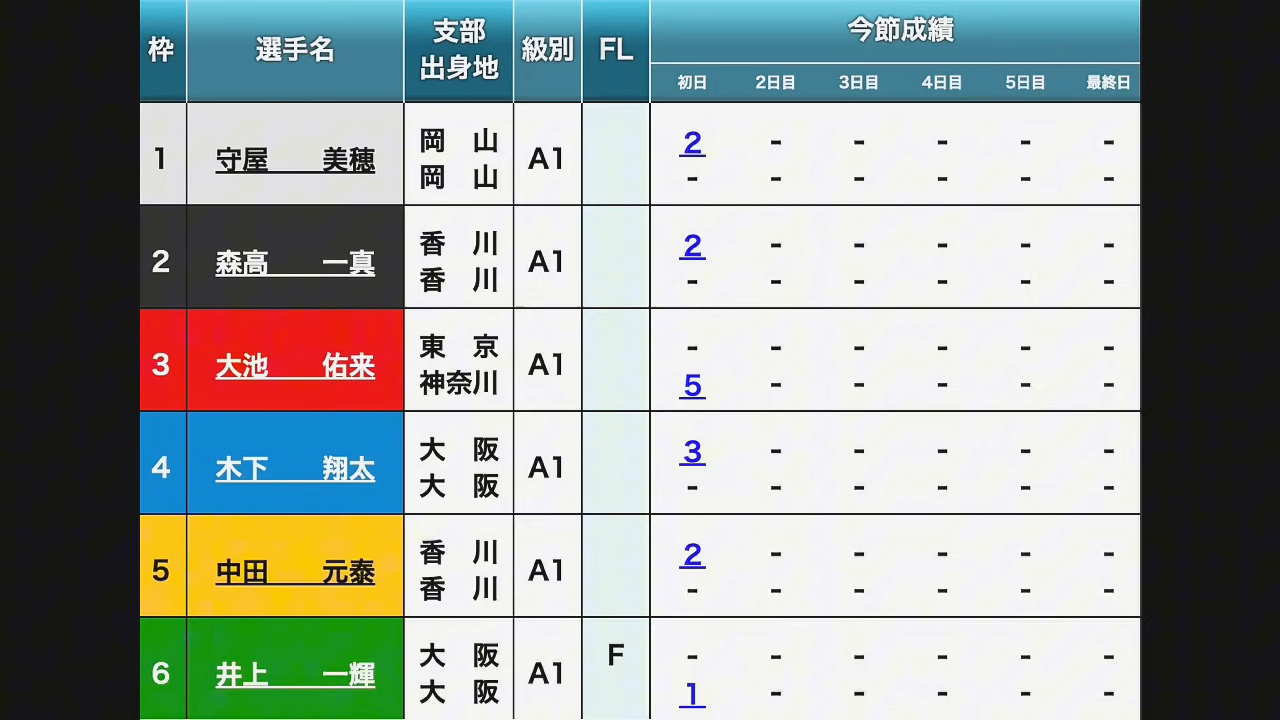 枠 選手名 支部 出身地 級別 FL 今節成績
初日 2日目 3日目 4日目 5日目 最終日
1 守屋 美穂 岡 山 A1 2 - - - - -
岡 山 - - - - - -
2 森高 一真 香 川 A1 2 - - - - -
香 川 - - - - - -
3 大池 佑来 東 京 A1 - - - - - -
神奈川 5 - - - - -
4 木下 翔太 大 阪 A1 3 - - - - -
大 阪 - - - - - -
5 中田 元泰 香 川 A1 2 - - - - -
香 川 - - - - - -
6 井上 一輝 大 阪 A1 F - - - - - -
大 阪 1 - - - - -